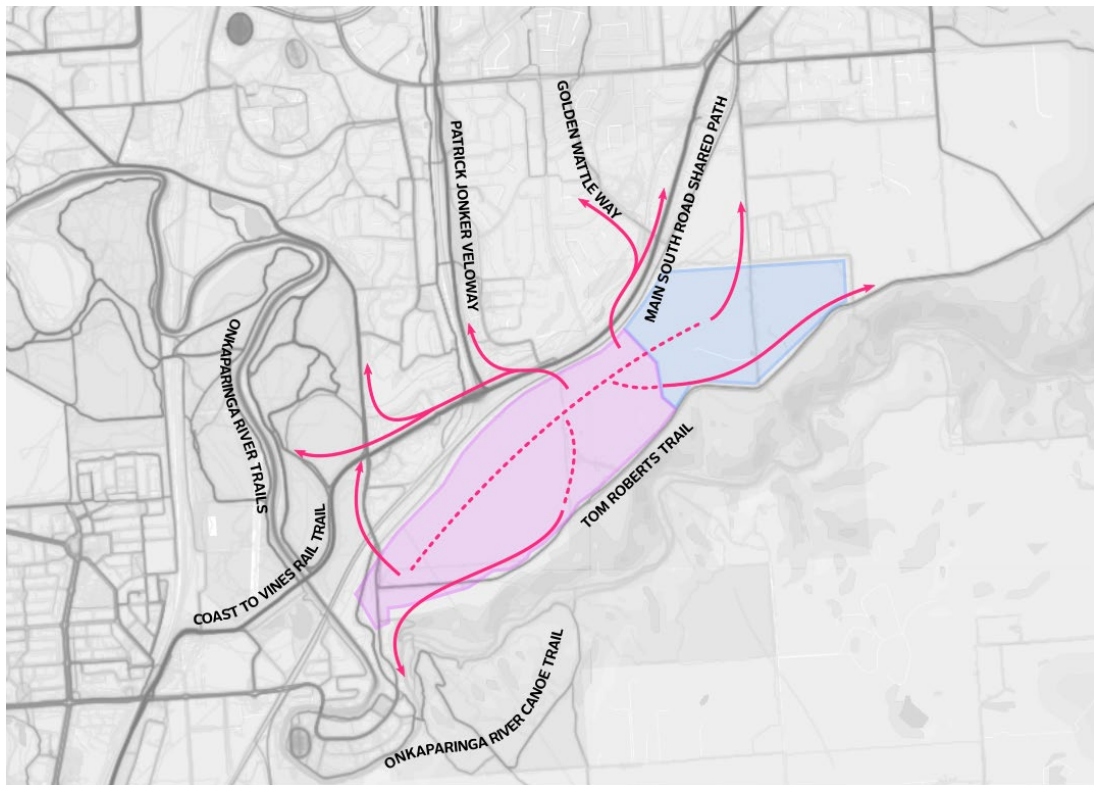 GOLDEN WATTLE WAY
MAIN SOUTH ROAD SHARED PATH
PATRICK JONKER VELOWAY
ONKAPARINGA RIVER TRAILS
TOM ROBERTS TRAIL
COAST TO VINES RAIL TRAIL
ONKAPARINGA RIVER CANOE TRAIL